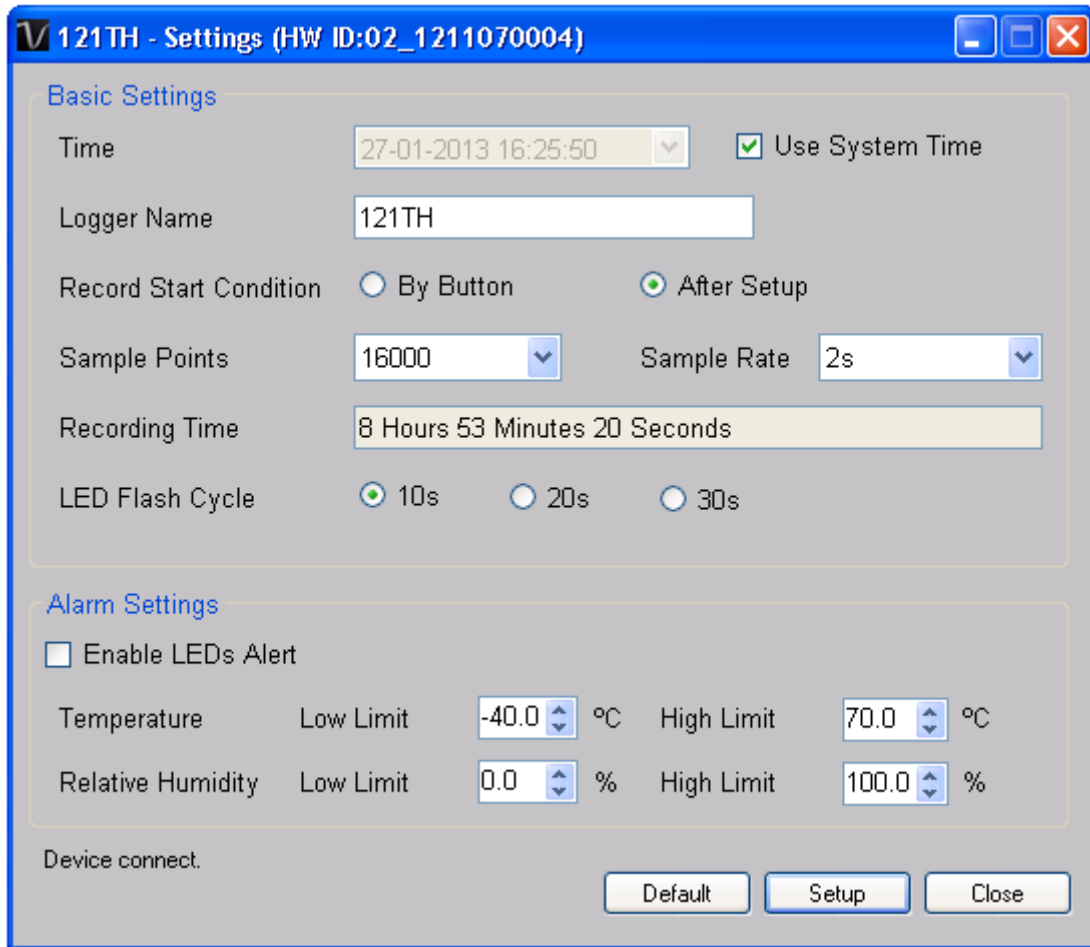 121TH - Settings (HW ID:02_1211070004)
Basic Settings
Time 27-01-2013 16:25:50 Use System Time
Logger Name 121TH
Record Start Condition By Button After Setup
Sample Points 16000 Sample Rate 2s
Recording Time 8 Hours 53 Minutes 20 Seconds
LED Flash Cycle 10s 20s 30s
Alarm Settings
Enable LEDs Alert
Temperature Low Limit -40.0 ºC High Limit 70.0 ºC
Relative Humidity Low Limit 0.0 % High Limit 100.0 %
Device connect.
Default Setup Close